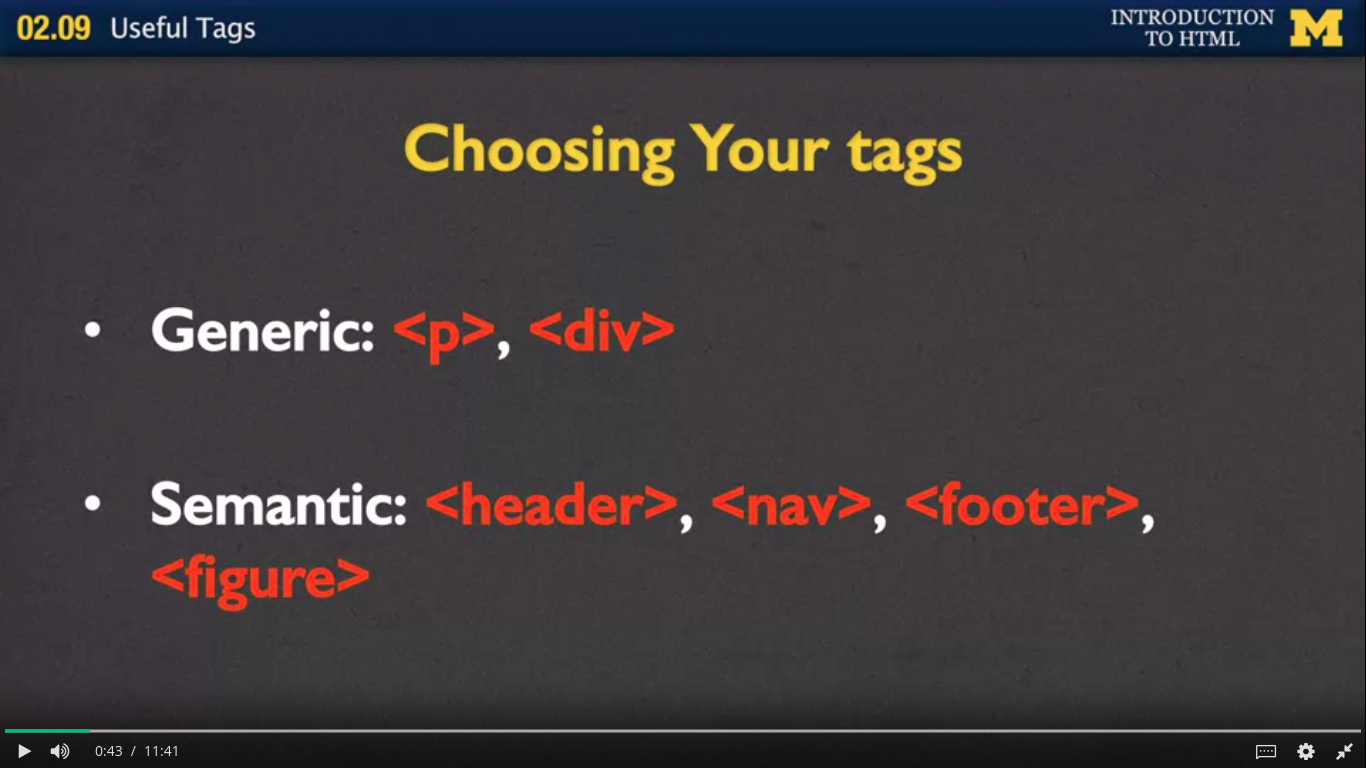 02.09 Useful Tags
INTRODUCTION
TO HTML
M
Choosing Your tags
• Generic: <p>, <div>
• Semantic: <header>, <nav>, <footer>,
<figure>
0:43 / 11:41